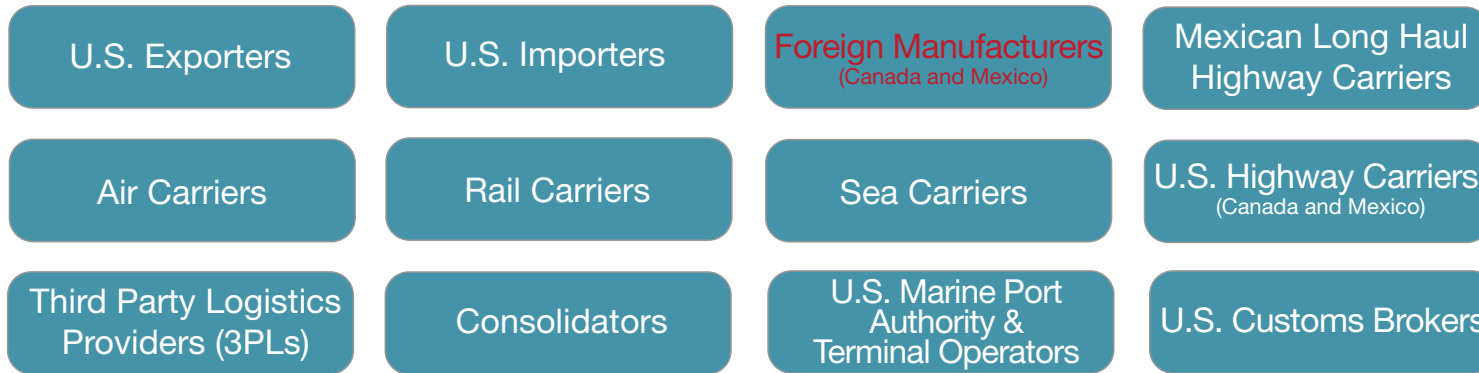 U.S. Exporters
U.S. Importers
Foreign Manufacturers
(Canada and Mexico)
Mexican Long Haul
Highway Carriers
Air Carriers
Rail Carriers
Sea Carriers
U.S. Highway Carriers
(Canada and Mexico)
Third Party Logistics
Providers (3PLs)
Consolidators
U.S. Marine Port
Authority &
Terminal Operators
U.S. Customs Brokers